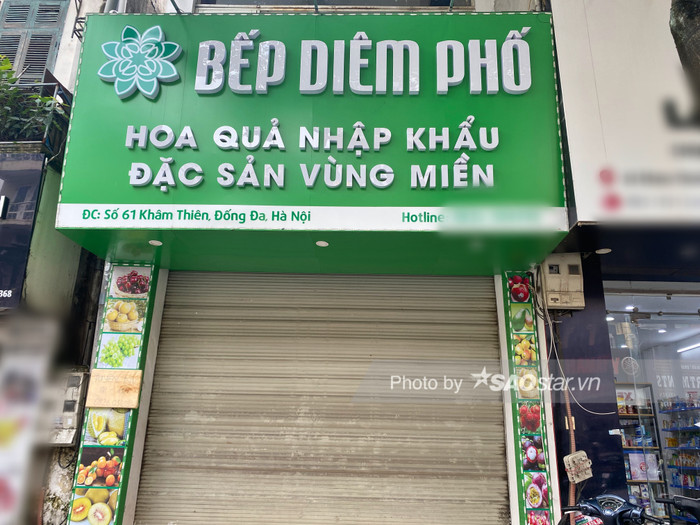 BẾP DIÊM PHỐ
HOA QUẢ NHẬP KHẨU
ĐẶC SẢN VÙNG MIỀN
ĐC: Số 61 Khâm Thiên, Đống Đa, Hà Nội
Hotline
368
Photo by SAOstar.vn